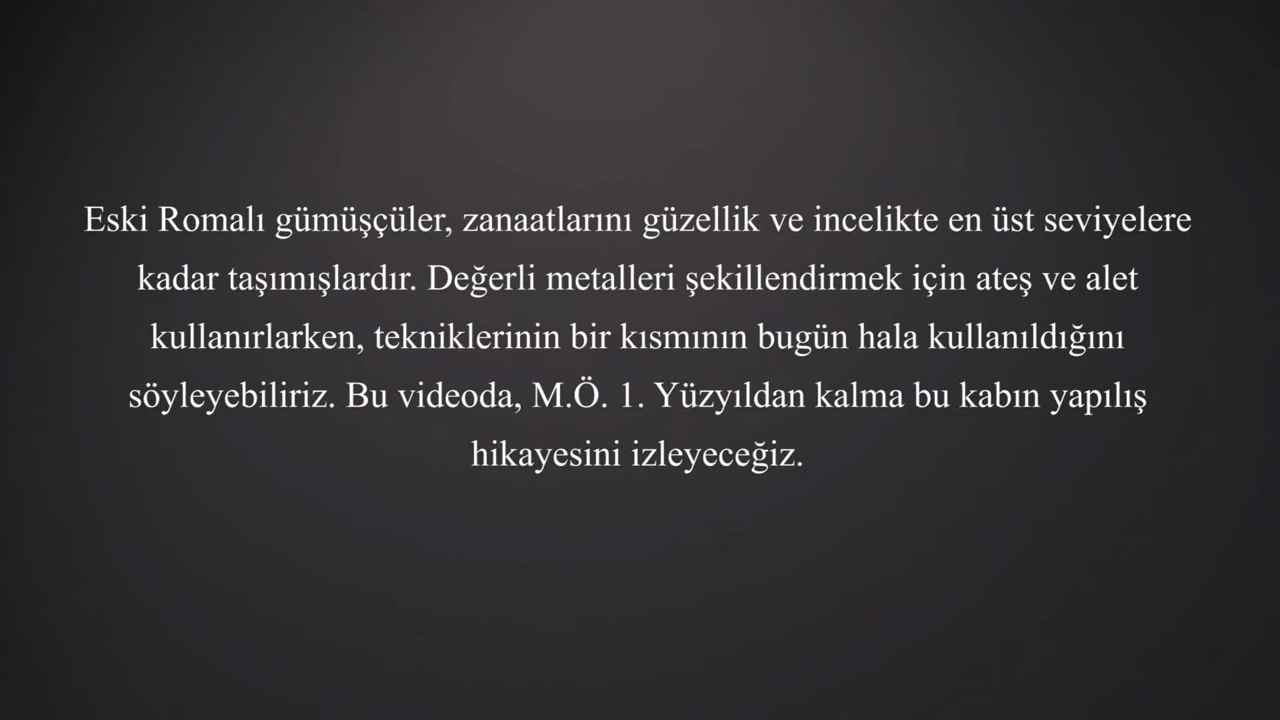 Eski Romalı gümüşçüler, zanaatlarını güzellik ve incelikte en üst seviyelere
kadar taşımışlardır. Değerli metalleri şekillendirmek için ateş ve alet
kullanırlarken, tekniklerinin bir kısmının bugün hala kullanıldığını
söyleyebiliriz. Bu videoda, M.Ö. 1. Yüzyıldan kalma bu kabın yapılış
hikayesini izleyeceğiz.